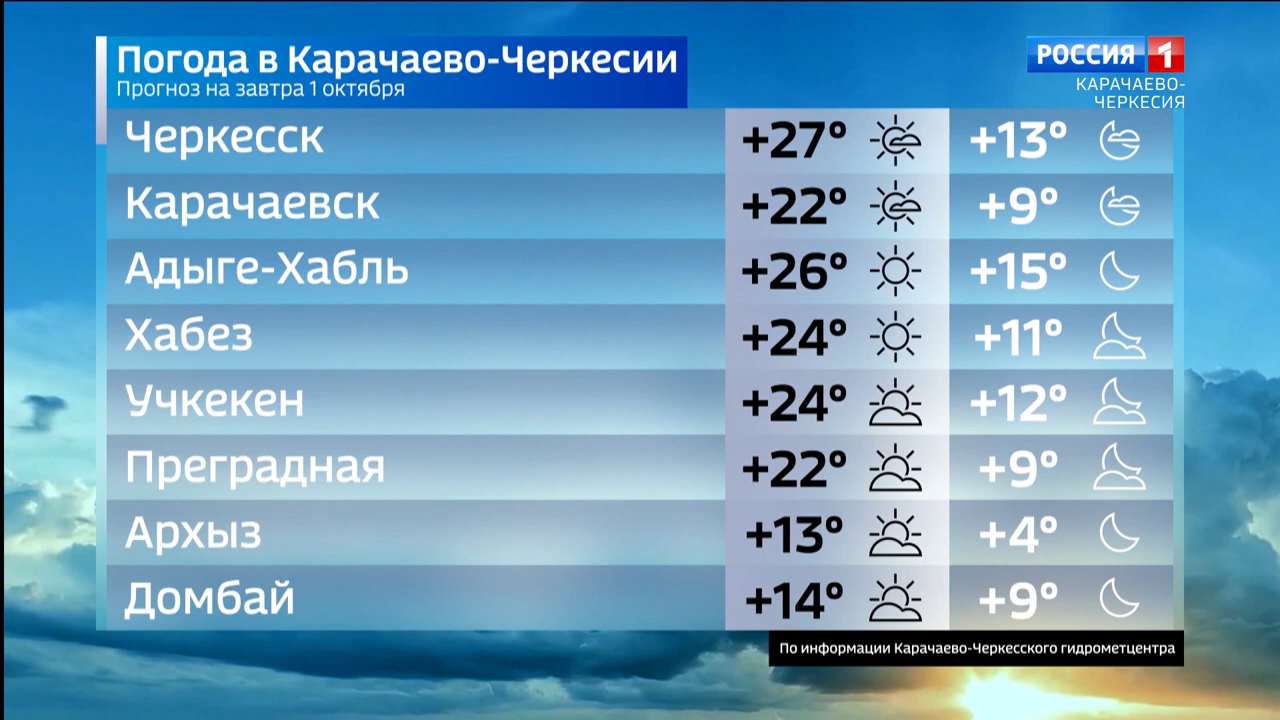 Погода в Карачаево-Черкесии
Прогноз на завтра 1 октября
РОССИЯ 1
КАРАЧАЕВО-
ЧЕРКЕСИЯ
Черкесск +27° +13°
Карачаевск +22° +9°
Адыге-Хабль +26° +15°
Хабез +24° +11°
Учкекен +24° +12°
Преградная +22° +9°
Архыз +13° +4°
Домбай +14° +9°
По информации Карачаево-Черкесского гидрометцентра